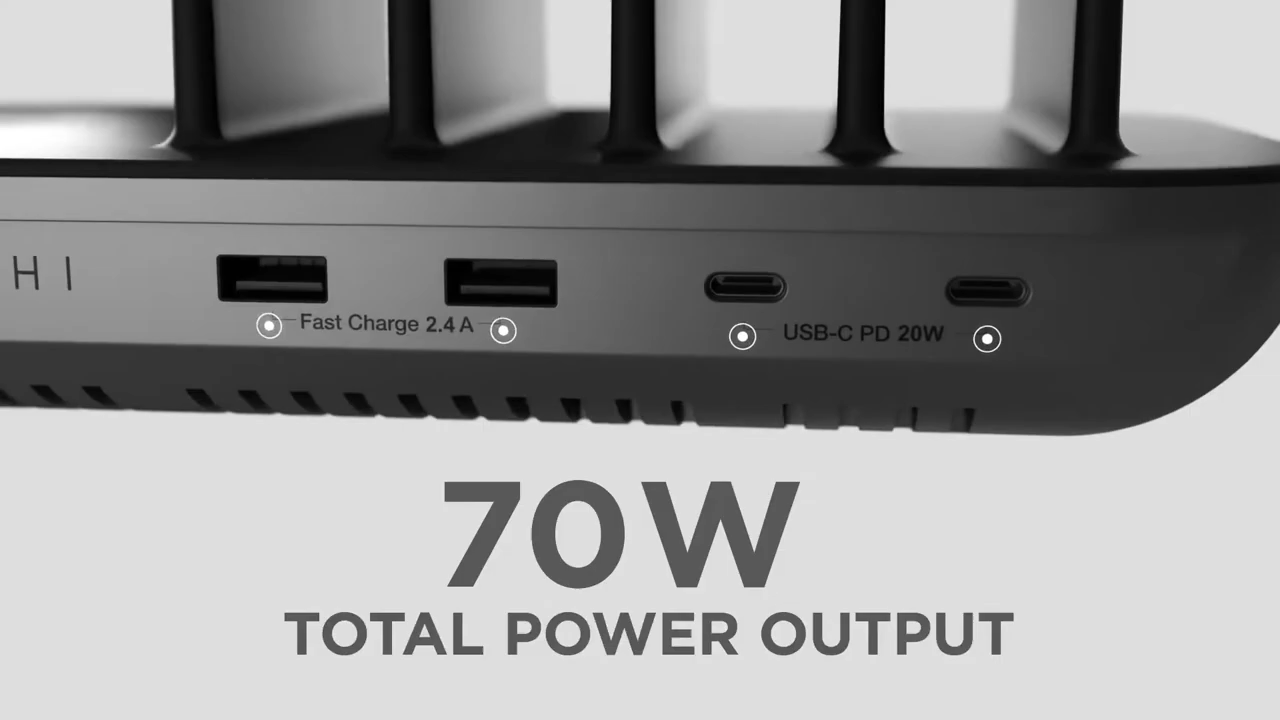 H I
Fast Charge 2.4 A
USB-C PD 20W
70W
TOTAL POWER OUTPUT